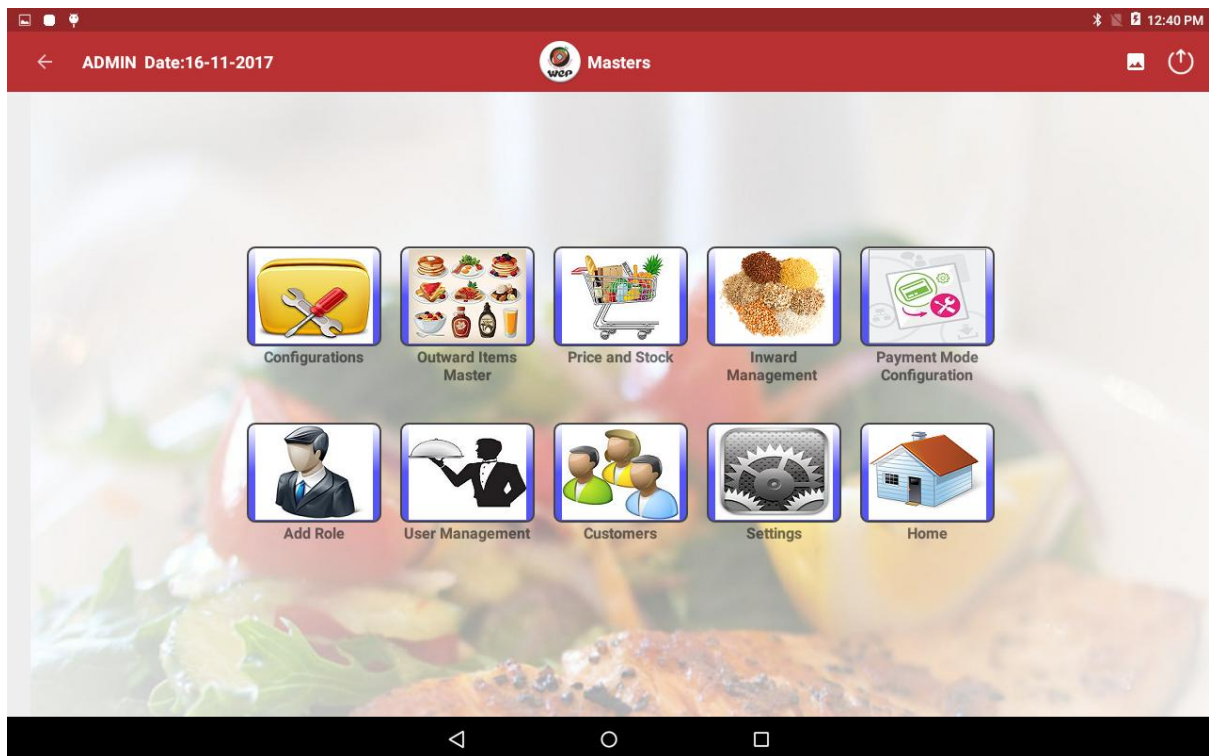 12:40 PM
ADMIN Date:16-11-2017
WeP
Masters
Configurations
Outward Items
Master
Price and Stock
Inward
Management
Payment Mode
Configuration
Add Role
User Management
Customers
Settings
Home